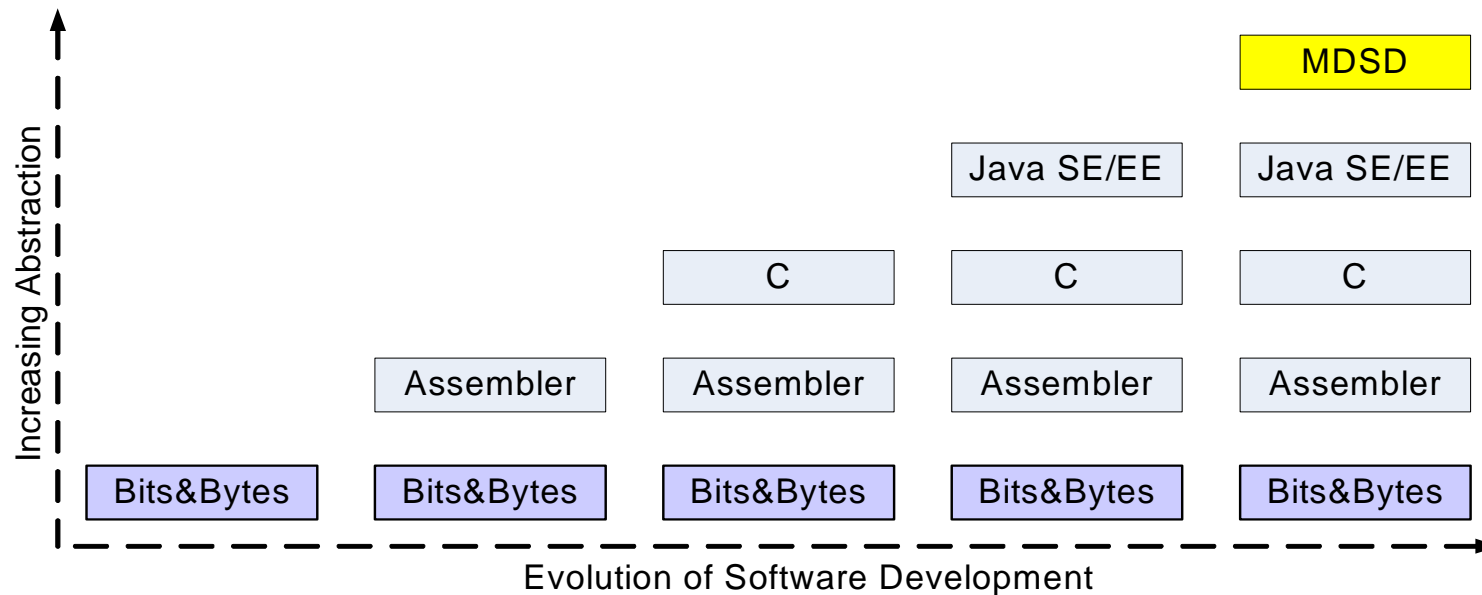 MDSD
Java SE/EE
Java SE/EE
C
C
C
Assembler
Assembler
Assembler
Assembler
Bits&Bytes
Bits&Bytes
Bits&Bytes
Bits&Bytes
Bits&Bytes
Increasing Abstraction
Evolution of Software Development